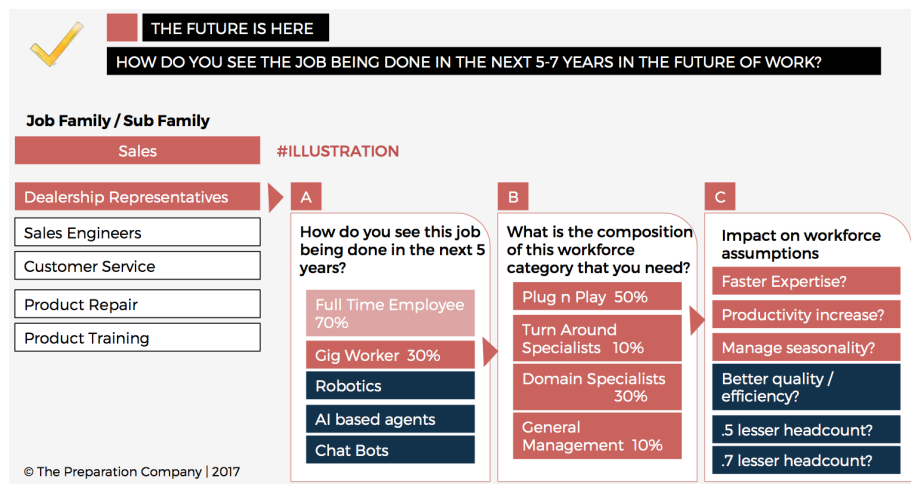 THE FUTURE IS HERE
HOW DO YOU SEE THE JOB BEING DONE IN THE NEXT 5-7 YEARS IN THE FUTURE OF WORK?
Job Family / Sub Family
Sales
#ILLUSTRATION
Dealership Representatives
Sales Engineers
Customer Service
Product Repair
Product Training
A
How do you see this job
being done in the next 5
years?
Full Time Employee
70%
Gig Worker 30%
Robotics
AI based agents
Chat Bots
B
What is the composition
of this workforce
category that you need?
Plug n Play 50%
Turn Around
Specialists 10%
Domain Specialists
30%
General
Management 10%
C
Impact on workforce
assumptions
Faster Expertise?
Productivity increase?
Manage seasonality?
Better quality /
efficiency?
.5 lesser headcount?
.7 lesser headcount?
© The Preparation Company | 2017